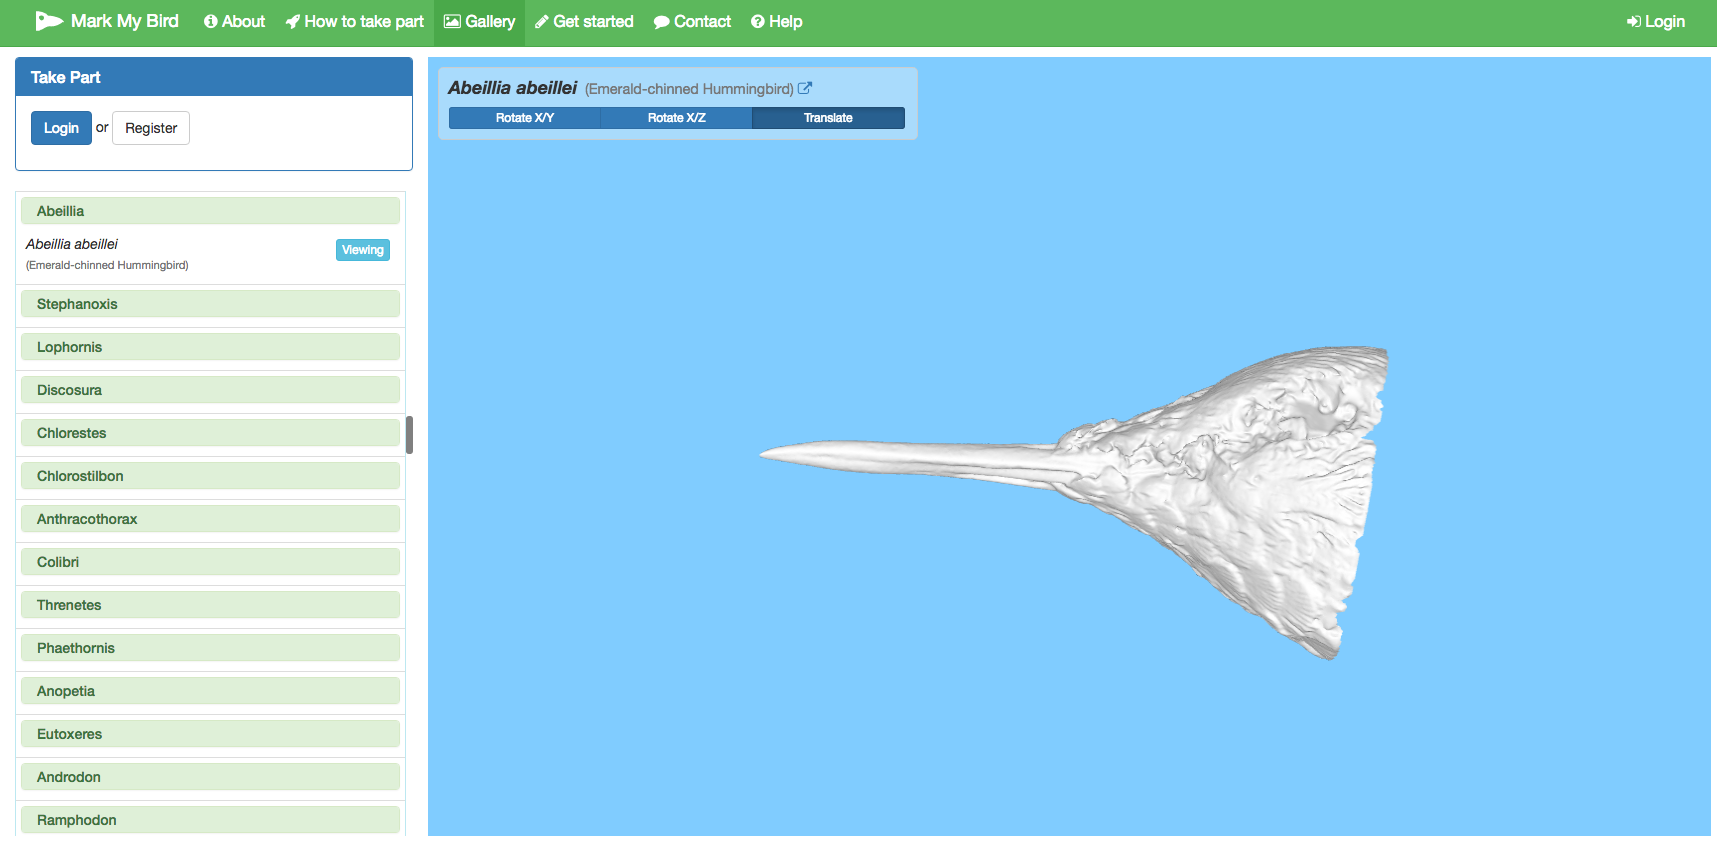 Mark My Bird About How to take part Gallery Get started Contact Help Login
Take Part
Login or Register
Abeillia
Abeillia abeillei
Viewing
(Emerald-chinned Hummingbird)
Stephanoxis
Lophornis
Discosura
Chlorestes
Chlorostilbon
Anthracothorax
Colibri
Threnetes
Phaethornis
Anopetia
Eutoxeres
Androdon
Ramphodon
Abeillia abeillei (Emerald-chinned Hummingbird)
Rotate X/Y Rotate X/Z Translate